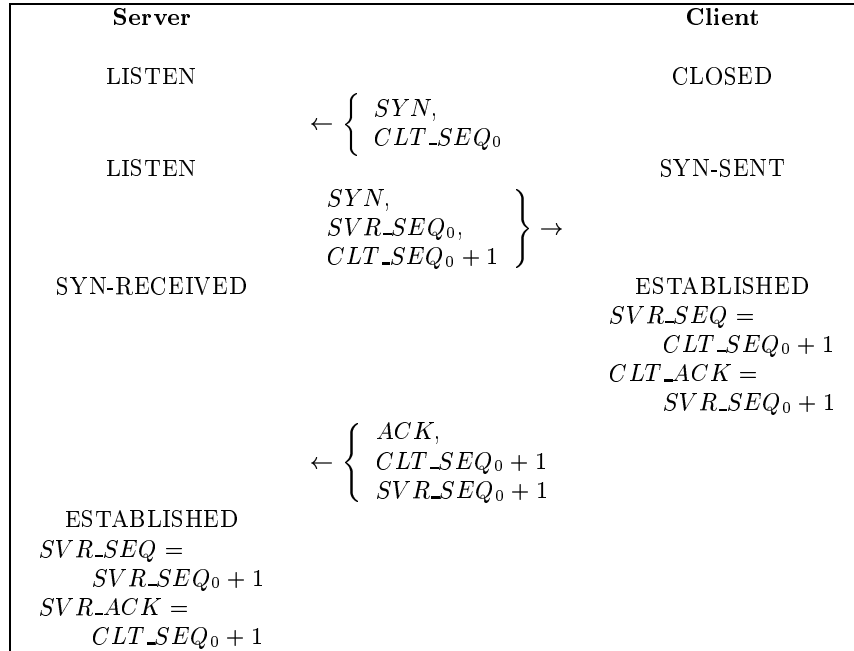 Server Client
LISTEN CLOSED
← { SYN,
CLT_SEQ₀
LISTEN SYN-SENT
SYN,
SVR_SEQ₀,
CLT_SEQ₀ + 1 } →
SYN-RECEIVED ESTABLISHED
SVR_SEQ =
CLT_SEQ₀ + 1
CLT_ACK =
SVR_SEQ₀ + 1
← { ACK,
CLT_SEQ₀ + 1
SVR_SEQ₀ + 1
ESTABLISHED
SVR_SEQ =
SVR_SEQ₀ + 1
SVR_ACK =
CLT_SEQ₀ + 1